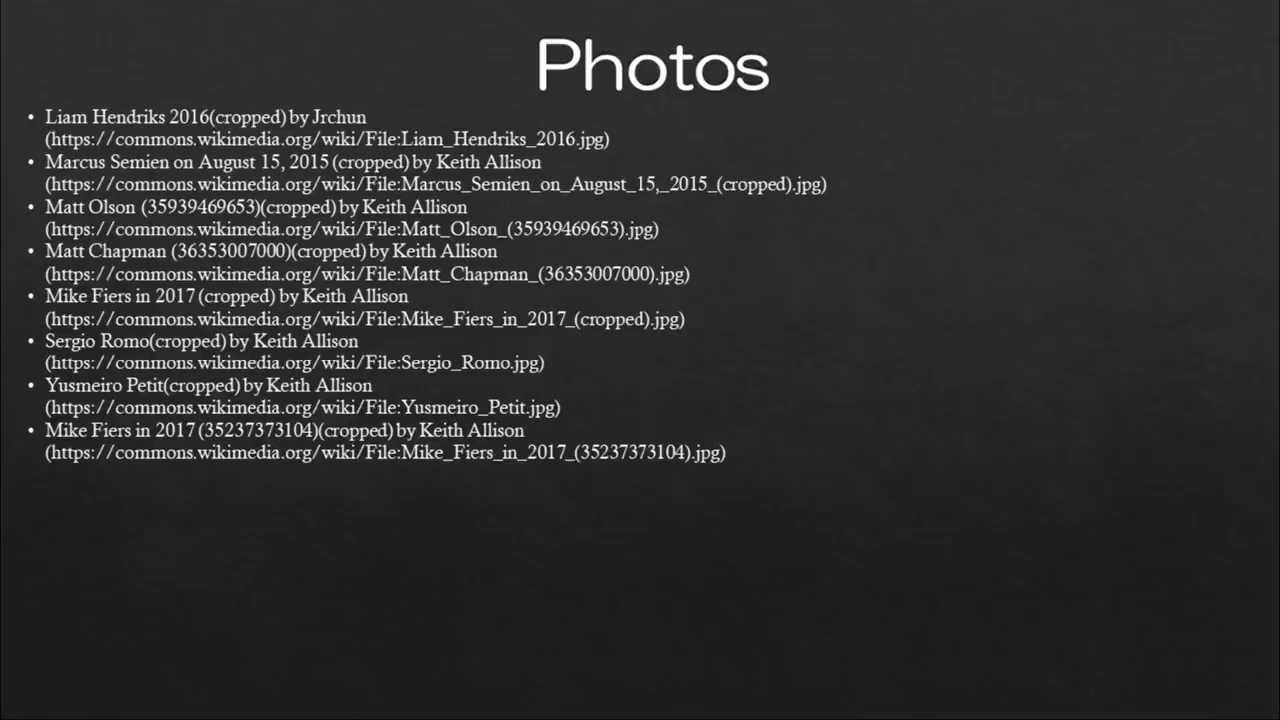 Photos
• Liam Hendriks 2016(cropped) by Jrchun
(https://commons.wikimedia.org/wiki/File:Liam_Hendriks_2016.jpg)
• Marcus Semien on August 15, 2015 (cropped) by Keith Allison
(https://commons.wikimedia.org/wiki/File:Marcus_Semien_on_August_15,_2015_(cropped).jpg)
• Matt Olson (35939469653)(cropped) by Keith Allison
(https://commons.wikimedia.org/wiki/File:Matt_Olson_(35939469653).jpg)
• Matt Chapman (36353007000)(cropped) by Keith Allison
(https://commons.wikimedia.org/wiki/File:Matt_Chapman_(36353007000).jpg)
• Mike Fiers in 2017 (cropped) by Keith Allison
(https://commons.wikimedia.org/wiki/File:Mike_Fiers_in_2017_(cropped).jpg)
• Sergio Romo(cropped) by Keith Allison
(https://commons.wikimedia.org/wiki/File:Sergio_Romo.jpg)
• Yusmeiro Petit(cropped) by Keith Allison
(https://commons.wikimedia.org/wiki/File:Yusmeiro_Petit.jpg)
• Mike Fiers in 2017 (35237373104)(cropped) by Keith Allison
(https://commons.wikimedia.org/wiki/File:Mike_Fiers_in_2017_(35237373104).jpg)